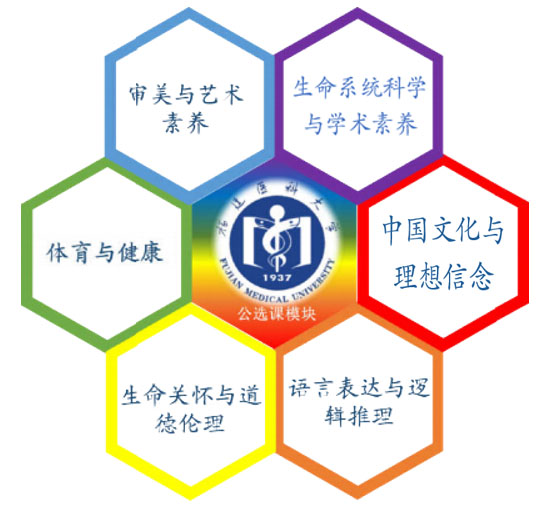 审美与艺术
素养
生命系统科学
与学术素养
体育与健康
福建医科大学
1937
FUJIAN MEDICAL UNIVERSITY
公选课模块
中国文化与
理想信念
生命关怀与道
德伦理
语言表达与逻
辑推理